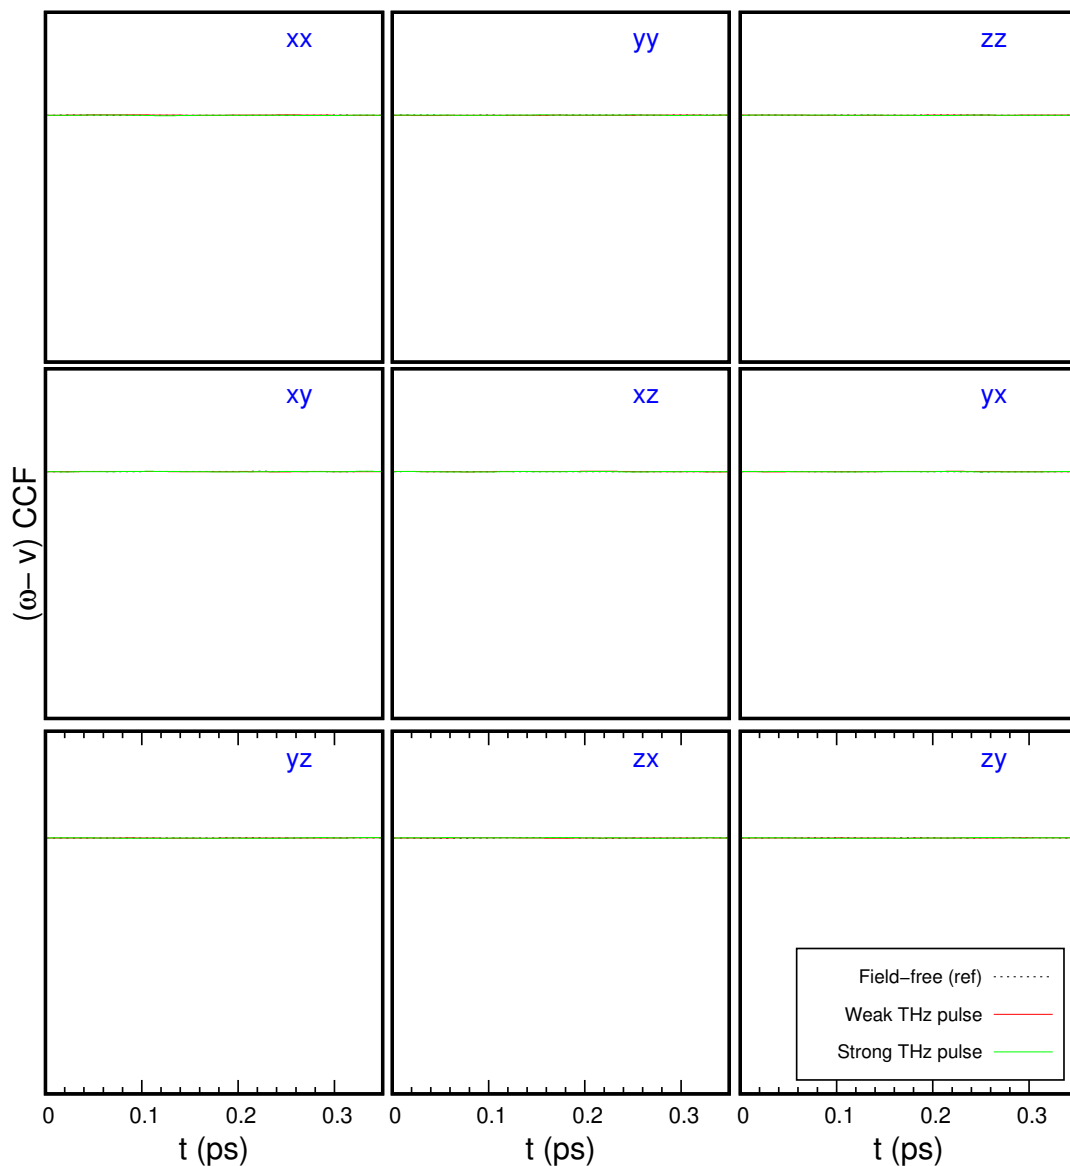 xx
yy
zz
xy
xz
yx
(ω− v) CCF
yz
zx
zy
Field−free (ref)
Weak THz pulse
Strong THz pulse
0 0.1 0.2 0.3
0 0.1 0.2 0.3
0 0.1 0.2 0.3
t (ps)
t (ps)
t (ps)